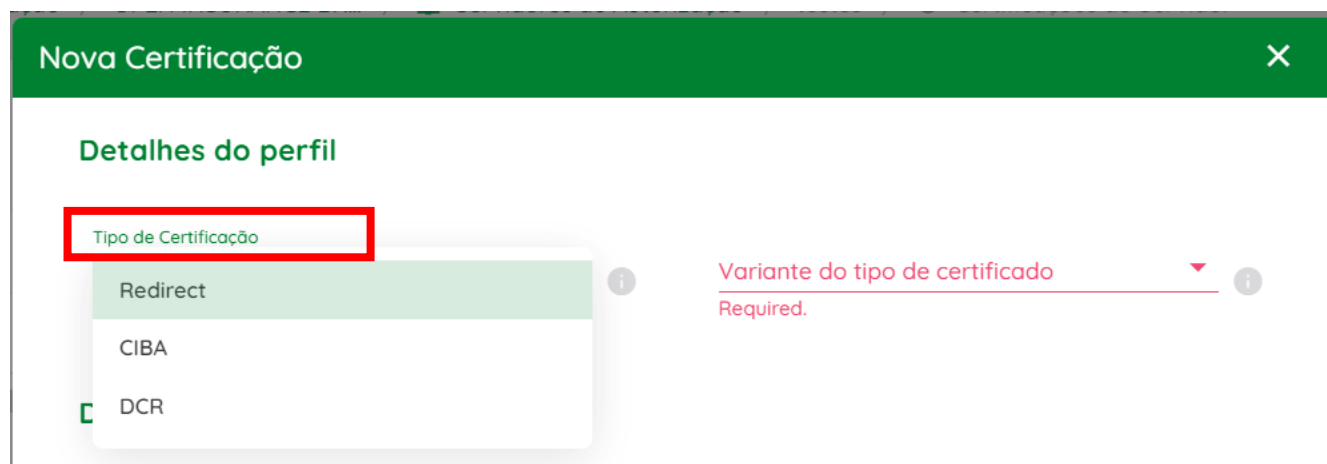 Nova Certificação
Detalhes do perfil
Tipo de Certificação
Redirect
CIBA
DCR
Variante do tipo de certificado
Required.
D